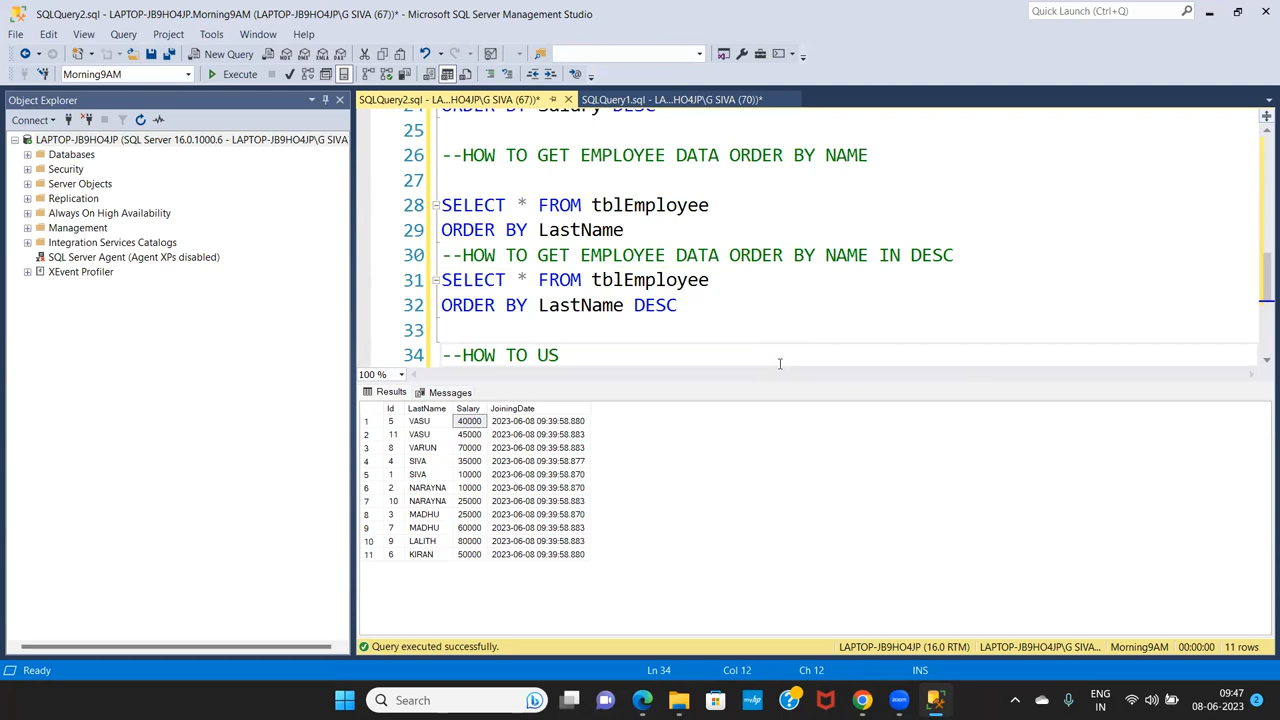 SQLQuery2.sql - LAPTOP-JB9HO4JP.Morning9AM (LAPTOP-JB9HO4JP\G SIVA (67))* - Microsoft SQL Server Management Studio
Quick Launch (Ctrl+Q)
File Edit View Query Project Tools Window Help
New Query
Morning9AM Execute
Object Explorer
SQLQuery2.sql - LA...HO4JP\G SIVA (67))* SQLQuery1.sql - LA...HO4JP\G SIVA (70))*
Connect
LAPTOP-JB9HO4JP (SQL Server 16.0.1000.6 - LAPTOP-JB9HO4JP\G SIVA
Databases
Security
Server Objects
Replication
Always On High Availability
Management
Integration Services Catalogs
SQL Server Agent (Agent XPs disabled)
XEvent Profiler
24 ORDER BY Salary DESC
25
26 --HOW TO GET EMPLOYEE DATA ORDER BY NAME
27
28 SELECT * FROM tblEmployee
29 ORDER BY LastName
30 --HOW TO GET EMPLOYEE DATA ORDER BY NAME IN DESC
31 SELECT * FROM tblEmployee
32 ORDER BY LastName DESC
33
34 --HOW TO US
100 %
Results Messages
Id LastName Salary JoiningDate
1 5 VASU 40000 2023-06-08 09:39:58.880
2 11 VASU 45000 2023-06-08 09:39:58.883
3 8 VARUN 70000 2023-06-08 09:39:58.883
4 4 SIVA 35000 2023-06-08 09:39:58.877
5 1 SIVA 10000 2023-06-08 09:39:58.870
6 2 NARAYNA 10000 2023-06-08 09:39:58.870
7 10 NARAYNA 25000 2023-06-08 09:39:58.883
8 3 MADHU 25000 2023-06-08 09:39:58.870
9 7 MADHU 60000 2023-06-08 09:39:58.883
10 9 LALITH 80000 2023-06-08 09:39:58.883
11 6 KIRAN 50000 2023-06-08 09:39:58.880
Query executed successfully. LAPTOP-JB9HO4JP (16.0 RTM) LAPTOP-JB9HO4JP\G SIVA... Morning9AM 00:00:00 11 rows
Ready Ln 34 Col 12 Ch 12 INS
Search
ENG
IN
09:47
08-06-2023
2